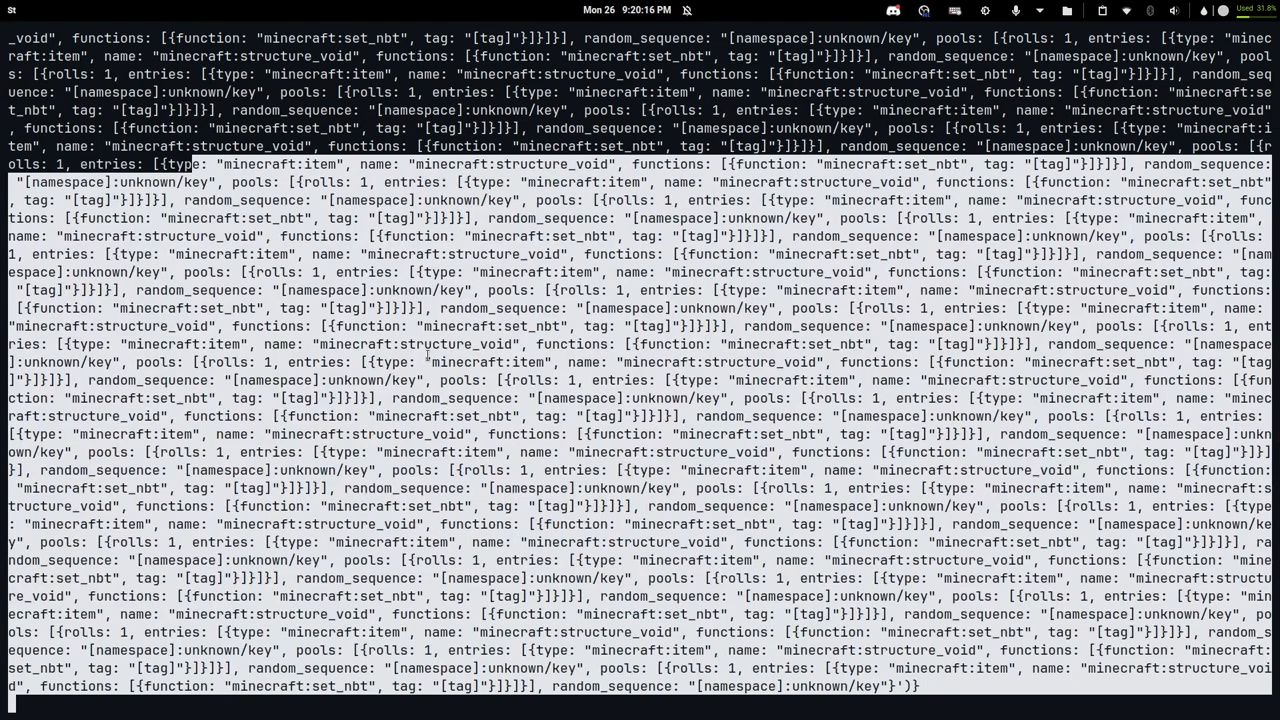 St
Mon 26 9:20:16 PM
Used 31.8%
_void", functions: [{function: "minecraft:set_nbt", tag: "[tag]"}]}]}], random_sequence: "[namespace]:unknown/key", pools: [{rolls: 1, entries: [{type: "minec
raft:item", name: "minecraft:structure_void", functions: [{function: "minecraft:set_nbt", tag: "[tag]"}]}]}], random_sequence: "[namespace]:unknown/key", pool
s: [{rolls: 1, entries: [{type: "minecraft:item", name: "minecraft:structure_void", functions: [{function: "minecraft:set_nbt", tag: "[tag]"}]}]}], random_seq
uence: "[namespace]:unknown/key", pools: [{rolls: 1, entries: [{type: "minecraft:item", name: "minecraft:structure_void", functions: [{function: "minecraft:se
t_nbt", tag: "[tag]"}]}]}], random_sequence: "[namespace]:unknown/key", pools: [{rolls: 1, entries: [{type: "minecraft:item", name: "minecraft:structure_void"
, functions: [{function: "minecraft:set_nbt", tag: "[tag]"}]}]}], random_sequence: "[namespace]:unknown/key", pools: [{rolls: 1, entries: [{type: "minecraft:i
tem", name: "minecraft:structure_void", functions: [{function: "minecraft:set_nbt", tag: "[tag]"}]}]}], random_sequence: "[namespace]:unknown/key", pools: [{r
olls: 1, entries: [{type: "minecraft:item", name: "minecraft:structure_void", functions: [{function: "minecraft:set_nbt", tag: "[tag]"}]}]}], random_sequence:
"[namespace]:unknown/key", pools: [{rolls: 1, entries: [{type: "minecraft:item", name: "minecraft:structure_void", functions: [{function: "minecraft:set_nbt"
, tag: "[tag]"}]}]}], random_sequence: "[namespace]:unknown/key", pools: [{rolls: 1, entries: [{type: "minecraft:item", name: "minecraft:structure_void", func
tions: [{function: "minecraft:set_nbt", tag: "[tag]"}]}]}], random_sequence: "[namespace]:unknown/key", pools: [{rolls: 1, entries: [{type: "minecraft:item",
name: "minecraft:structure_void", functions: [{function: "minecraft:set_nbt", tag: "[tag]"}]}]}], random_sequence: "[namespace]:unknown/key", pools: [{rolls:
1, entries: [{type: "minecraft:item", name: "minecraft:structure_void", functions: [{function: "minecraft:set_nbt", tag: "[tag]"}]}]}], random_sequence: "[nam
espace]:unknown/key", pools: [{rolls: 1, entries: [{type: "minecraft:item", name: "minecraft:structure_void", functions: [{function: "minecraft:set_nbt", tag:
"[tag]"}]}]}], random_sequence: "[namespace]:unknown/key", pools: [{rolls: 1, entries: [{type: "minecraft:item", name: "minecraft:structure_void", functions:
[{function: "minecraft:set_nbt", tag: "[tag]"}]}]}], random_sequence: "[namespace]:unknown/key", pools: [{rolls: 1, entries: [{type: "minecraft:item", name:
"minecraft:structure_void", functions: [{function: "minecraft:set_nbt", tag: "[tag]"}]}]}], random_sequence: "[namespace]:unknown/key", pools: [{rolls: 1, ent
ries: [{type: "minecraft:item", name: "minecraft:structure_void", functions: [{function: "minecraft:set_nbt", tag: "[tag]"}]}]}], random_sequence: "[namespace
]:unknown/key", pools: [{rolls: 1, entries: [{type: "minecraft:item", name: "minecraft:structure_void", functions: [{function: "minecraft:set_nbt", tag: "[tag
]"}]}]}], random_sequence: "[namespace]:unknown/key", pools: [{rolls: 1, entries: [{type: "minecraft:item", name: "minecraft:structure_void", functions: [{fun
ction: "minecraft:set_nbt", tag: "[tag]"}]}]}], random_sequence: "[namespace]:unknown/key", pools: [{rolls: 1, entries: [{type: "minecraft:item", name: "minec
raft:structure_void", functions: [{function: "minecraft:set_nbt", tag: "[tag]"}]}]}], random_sequence: "[namespace]:unknown/key", pools: [{rolls: 1, entries:
[{type: "minecraft:item", name: "minecraft:structure_void", functions: [{function: "minecraft:set_nbt", tag: "[tag]"}]}]}], random_sequence: "[namespace]:unkn
own/key", pools: [{rolls: 1, entries: [{type: "minecraft:item", name: "minecraft:structure_void", functions: [{function: "minecraft:set_nbt", tag: "[tag]"}]}]
}], random_sequence: "[namespace]:unknown/key", pools: [{rolls: 1, entries: [{type: "minecraft:item", name: "minecraft:structure_void", functions: [{function:
"minecraft:set_nbt", tag: "[tag]"}]}]}], random_sequence: "[namespace]:unknown/key", pools: [{rolls: 1, entries: [{type: "minecraft:item", name: "minecraft:s
tructure_void", functions: [{function: "minecraft:set_nbt", tag: "[tag]"}]}]}], random_sequence: "[namespace]:unknown/key", pools: [{rolls: 1, entries: [{type
: "minecraft:item", name: "minecraft:structure_void", functions: [{function: "minecraft:set_nbt", tag: "[tag]"}]}]}], random_sequence: "[namespace]:unknown/ke
y", pools: [{rolls: 1, entries: [{type: "minecraft:item", name: "minecraft:structure_void", functions: [{function: "minecraft:set_nbt", tag: "[tag]"}]}]}], ra
ndom_sequence: "[namespace]:unknown/key", pools: [{rolls: 1, entries: [{type: "minecraft:item", name: "minecraft:structure_void", functions: [{function: "mine
craft:set_nbt", tag: "[tag]"}]}]}], random_sequence: "[namespace]:unknown/key", pools: [{rolls: 1, entries: [{type: "minecraft:item", name: "minecraft:structu
re_void", functions: [{function: "minecraft:set_nbt", tag: "[tag]"}]}]}], random_sequence: "[namespace]:unknown/key", pools: [{rolls: 1, entries: [{type: "min
ecraft:item", name: "minecraft:structure_void", functions: [{function: "minecraft:set_nbt", tag: "[tag]"}]}]}], random_sequence: "[namespace]:unknown/key", po
ols: [{rolls: 1, entries: [{type: "minecraft:item", name: "minecraft:structure_void", functions: [{function: "minecraft:set_nbt", tag: "[tag]"}]}]}], random_s
equence: "[namespace]:unknown/key", pools: [{rolls: 1, entries: [{type: "minecraft:item", name: "minecraft:structure_void", functions: [{function: "minecraft:
set_nbt", tag: "[tag]"}]}]}], random_sequence: "[namespace]:unknown/key", pools: [{rolls: 1, entries: [{type: "minecraft:item", name: "minecraft:structure_voi
d", functions: [{function: "minecraft:set_nbt", tag: "[tag]"}]}]}], random_sequence: "[namespace]:unknown/key"}')}